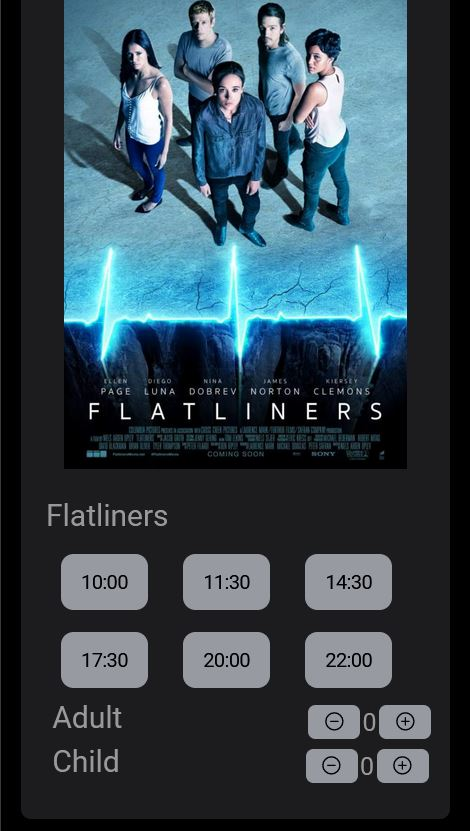 ELLEN DIEGO NINA JAMES KIERSEY
PAGE LUNA DOBREV NORTON CLEMONS
FLATLINERS
COMING SOON
SONY
Flatliners
10:00 11:30 14:30
17:30 20:00 22:00
Adult 0
Child 0